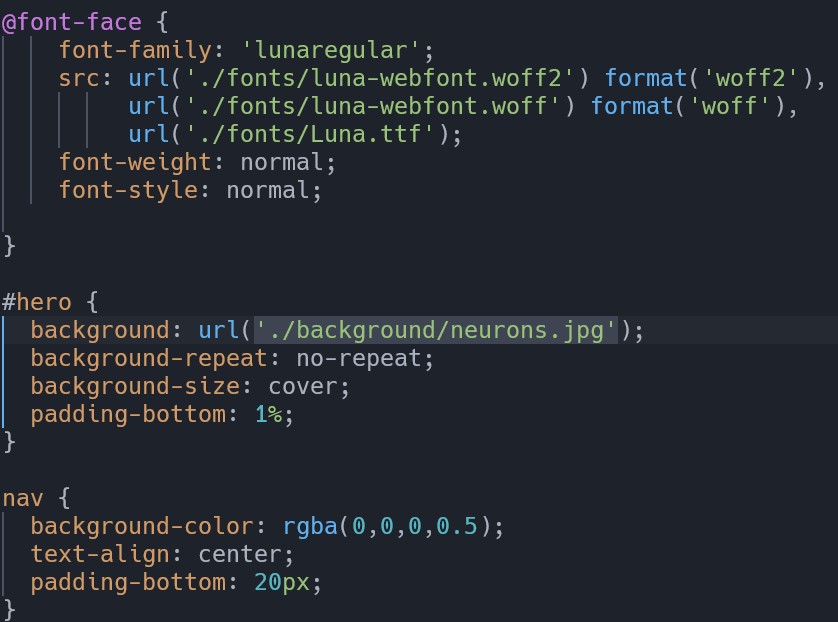 @font-face {
    font-family: 'lunaregular';
    src: url('./fonts/luna-webfont.woff2') format('woff2'),
         url('./fonts/luna-webfont.woff') format('woff'),
         url('./fonts/Luna.ttf');
    font-weight: normal;
    font-style: normal;

}

#hero {
  background: url('./background/neurons.jpg');
  background-repeat: no-repeat;
  background-size: cover;
  padding-bottom: 1%;
}

nav {
  background-color: rgba(0,0,0,0.5);
  text-align: center;
  padding-bottom: 20px;
}